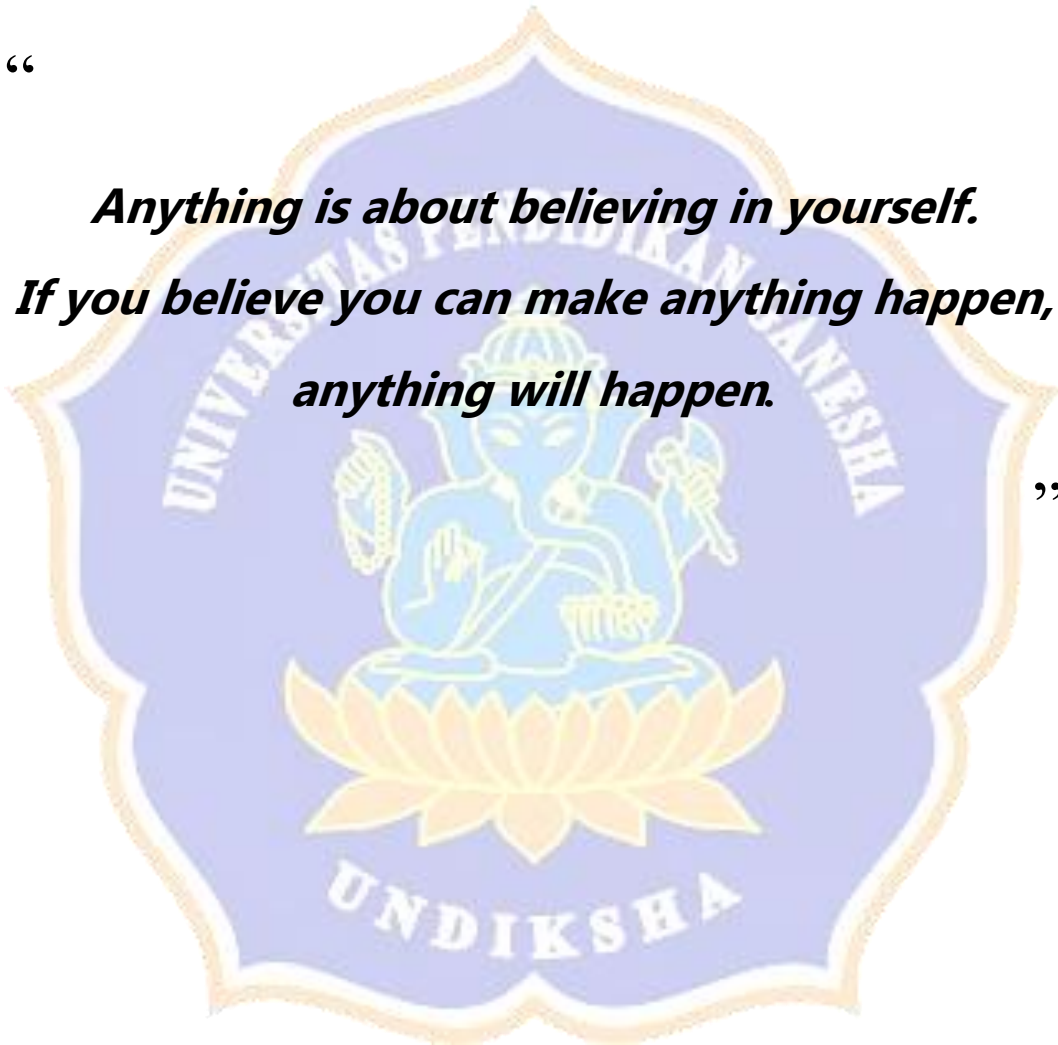 “
Anything is about believing in yourself.
If you believe you can make anything happen,
anything will happen.
”
UNIVERSITAS PENDIDIKAN GANESHA
UNDIKSHA